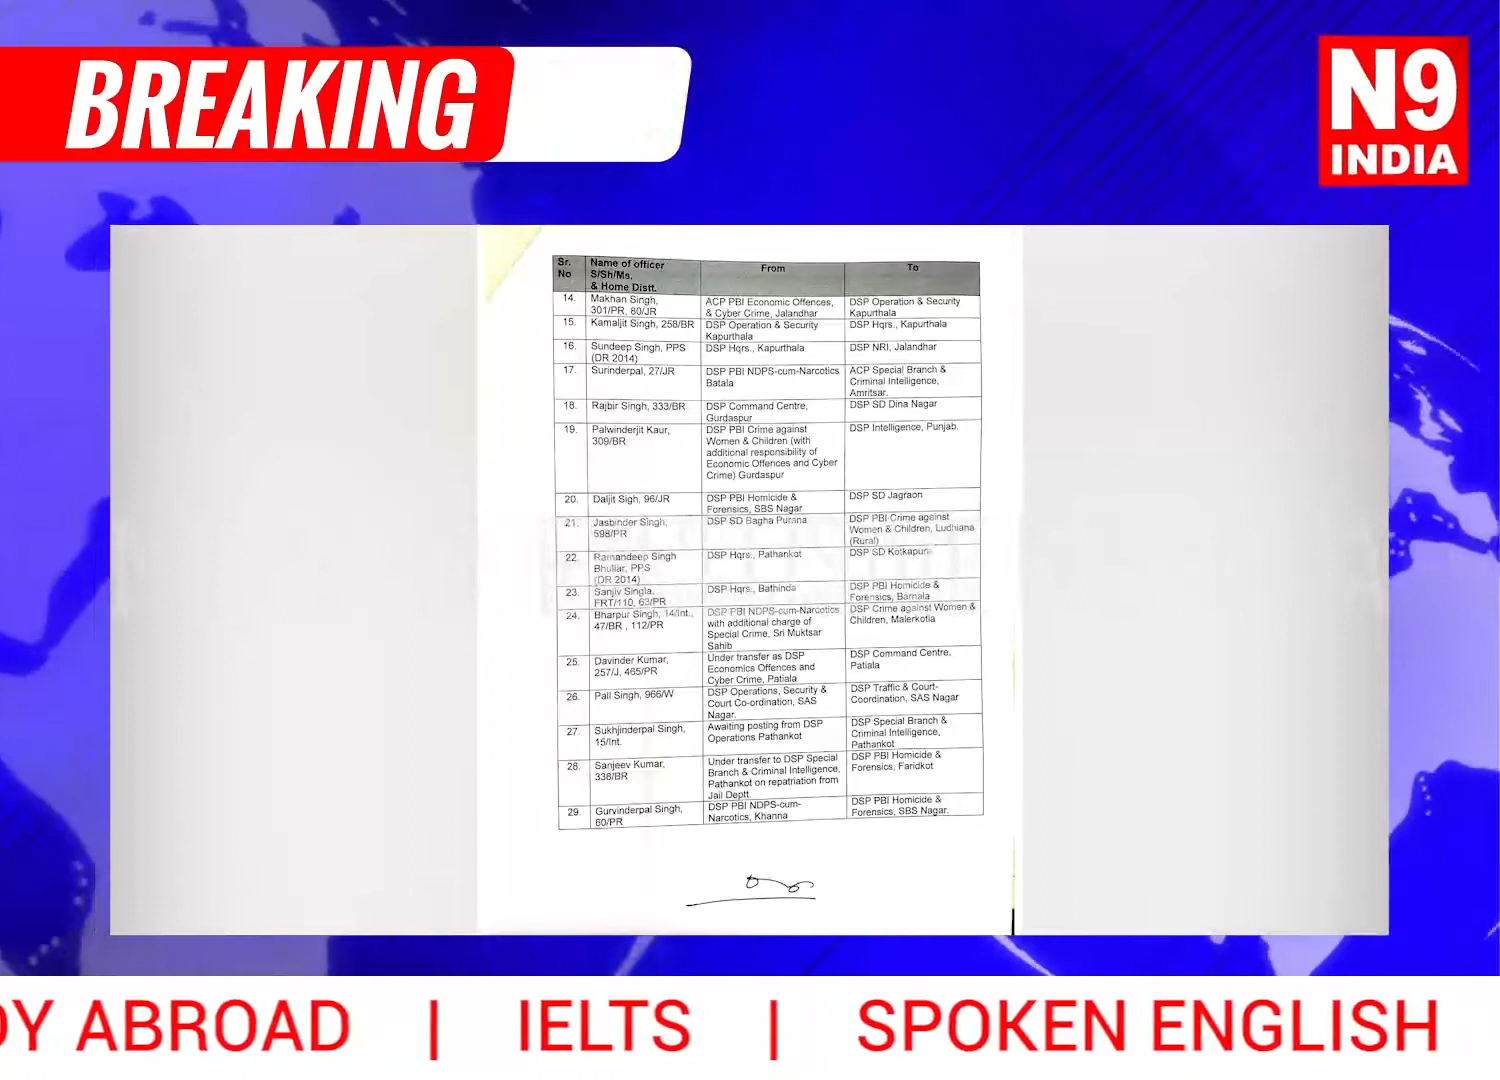 BREAKING
N9
INDIA
Sr. No | Name of officer S/Sh/Ms. & Home Distt. | From | To
14. | Makhan Singh, 301/PR, 80/JR | ACP PBI Economic Offences, & Cyber Crime, Jalandhar | DSP Operation & Security Kapurthala
15. | Kamaljit Singh, 258/BR | DSP Operation & Security Kapurthala | DSP Hqrs., Kapurthala
16. | Sundeep Singh, PPS (DR 2014) | DSP Hqrs., Kapurthala | DSP NRI, Jalandhar
17. | Surinderpal, 27/JR | DSP PBI NDPS-cum-Narcotics Batala | ACP Special Branch & Criminal Intelligence, Amritsar.
18. | Rajbir Singh, 333/BR | DSP Command Centre, Gurdaspur | DSP SD Dina Nagar
19. | Palwinderjit Kaur, 309/BR | DSP PBI Crime against Women & Children (with additional responsibility of Economic Offences and Cyber Crime) Gurdaspur | DSP Intelligence, Punjab.
20. | Daljit Sigh, 96/JR | DSP PBI Homicide & Forensics, SBS Nagar | DSP SD Jagraon
21. | Jasbinder Singh, 598/PR | DSP SD Bagha Purana | DSP PBI Crime against Women & Children, Ludhiana (Rural)
22. | Ramandeep Singh Bhullar, PPS (DR 2014) | DSP Hqrs., Pathankot | DSP SD Kotkapura
23. | Sanjiv Singla, FRT/110, 63/PR | DSP Hqrs., Bathinda | DSP PBI Homicide & Forensics, Barnala
24. | Bharpur Singh, 14/Int., 47/BR , 112/PR | DSP PBI NDPS-cum-Narcotics with additional charge of Special Crime, Sri Muktsar Sahib | DSP Crime against Women & Children, Malerkotla
25. | Davinder Kumar, 257/J, 465/PR | Under transfer as DSP Economics Offences and Cyber Crime, Patiala | DSP Command Centre, Patiala
26. | Pall Singh, 966/W | DSP Operations, Security & Court Co-ordination, SAS Nagar. | DSP Traffic & Court-Coordination, SAS Nagar
27. | Sukhjinderpal Singh, 15/Int. | Awaiting posting from DSP Operations Pathankot | DSP Special Branch & Criminal Intelligence, Pathankot
28. | Sanjeev Kumar, 338/BR | Under transfer to DSP Special Branch & Criminal Intelligence, Pathankot on repatriation from Jail Deptt. | DSP PBI Homicide & Forensics, Faridkot
29. | Gurvinderpal Singh, 60/PR | DSP PBI NDPS-cum-Narcotics, Khanna | DSP PBI Homicide & Forensics, SBS Nagar.
DY ABROAD | IELTS | SPOKEN ENGLISH